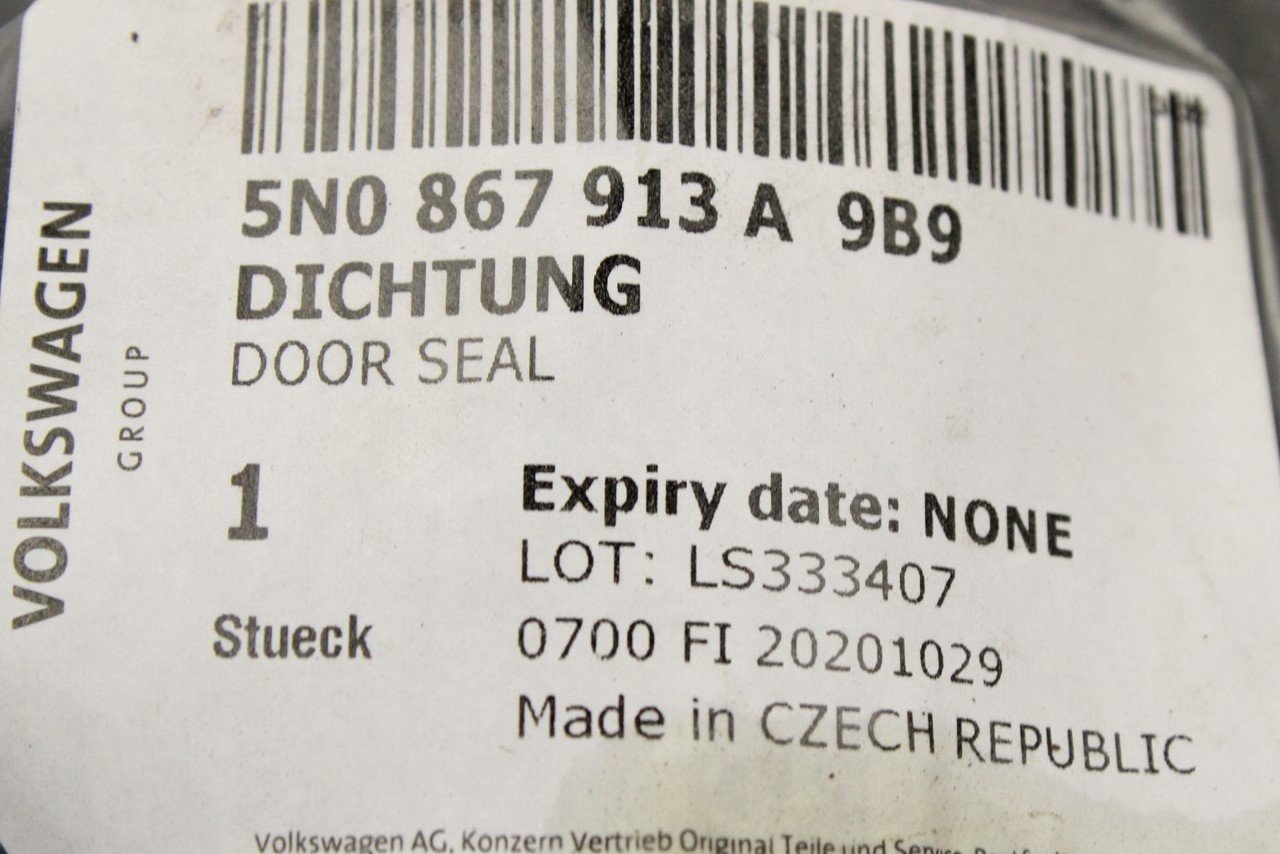 5N0 867 913 A 9B9
DICHTUNG
DOOR SEAL
VOLKSWAGEN
GROUP
1
Stueck
Expiry date: NONE
LOT: LS333407
0700 FI 20201029
Made in CZECH REPUBLIC
Volkswagen AG, Konzern Vertrieb Original Teile und